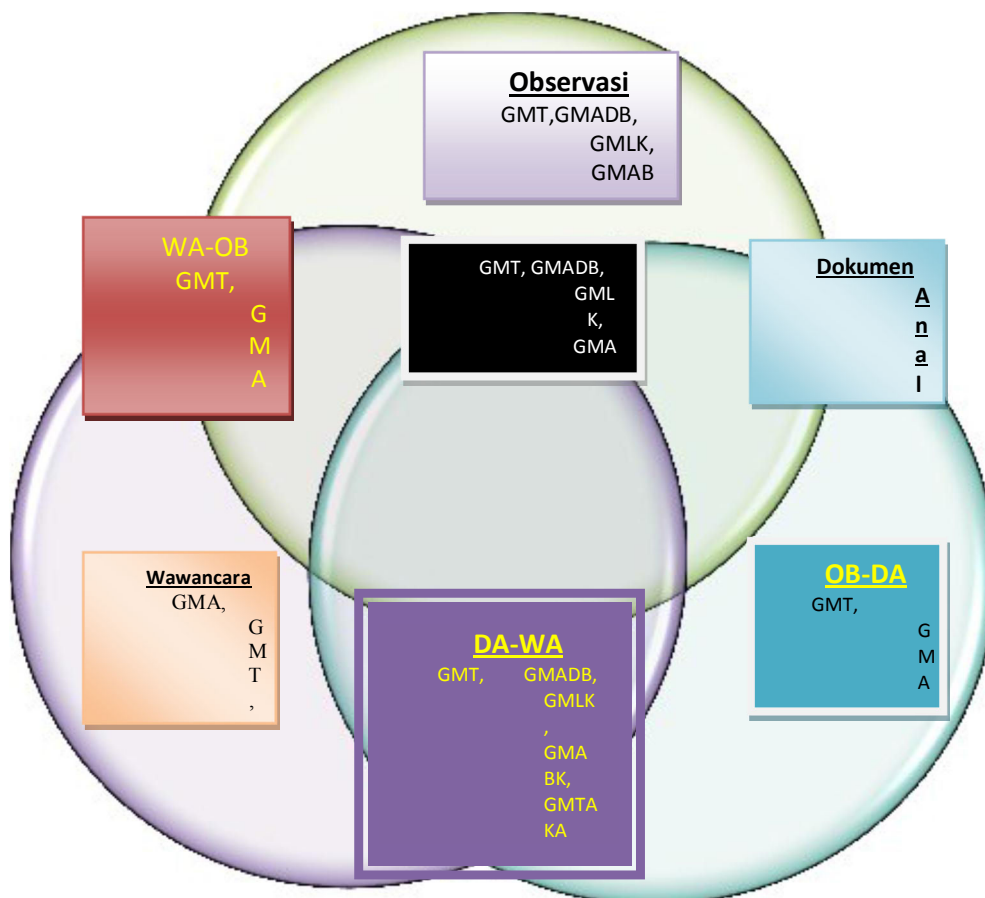 Observasi
GMT,GMADB,
GMLK,
GMAB
WA-OB
GMT,
G
M
A
GMT, GMADB,
GML
K,
GMA
Dokumen
A
n
a
l
Wawancara
GMA,
G
M
T
,
DA-WA
GMT, GMADB,
GMLK
,
GMA
BK,
GMTA
KA
OB-DA
GMT,
G
M
A